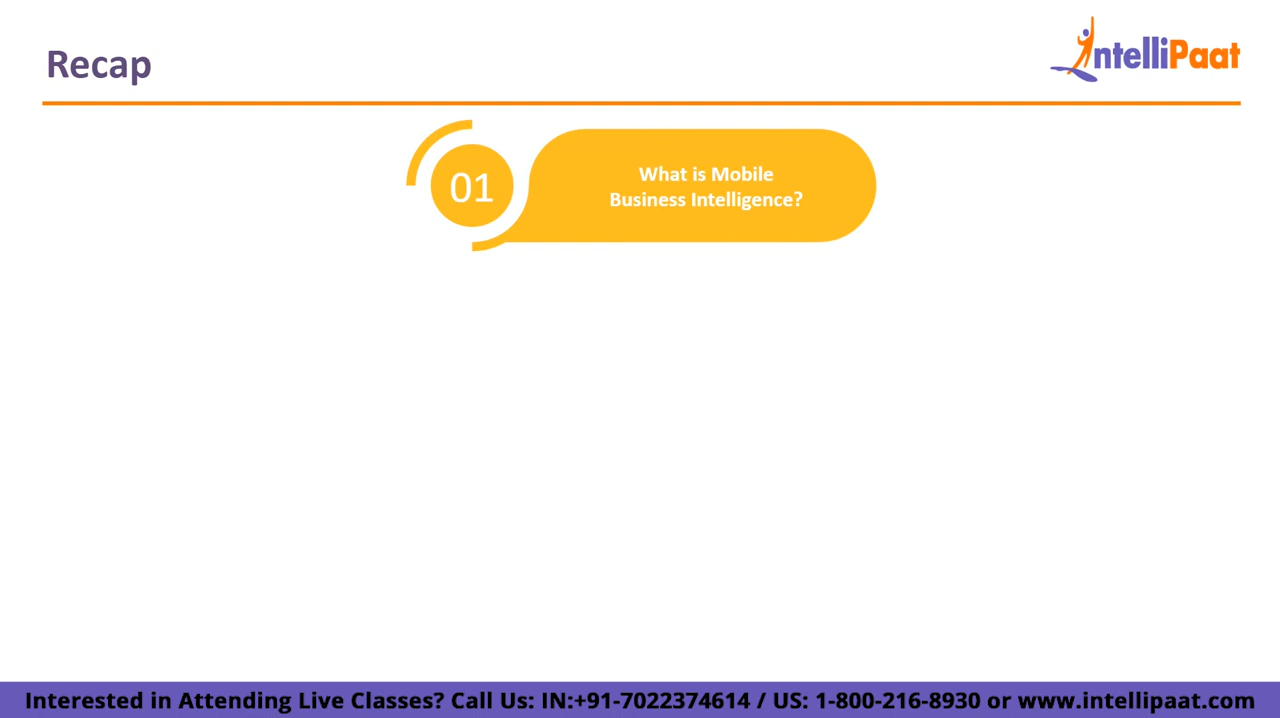 Recap
IntelliPaat
01
What is Mobile
Business Intelligence?
Interested in Attending Live Classes? Call Us: IN:+91-7022374614 / US: 1-800-216-8930 or www.intellipaat.com